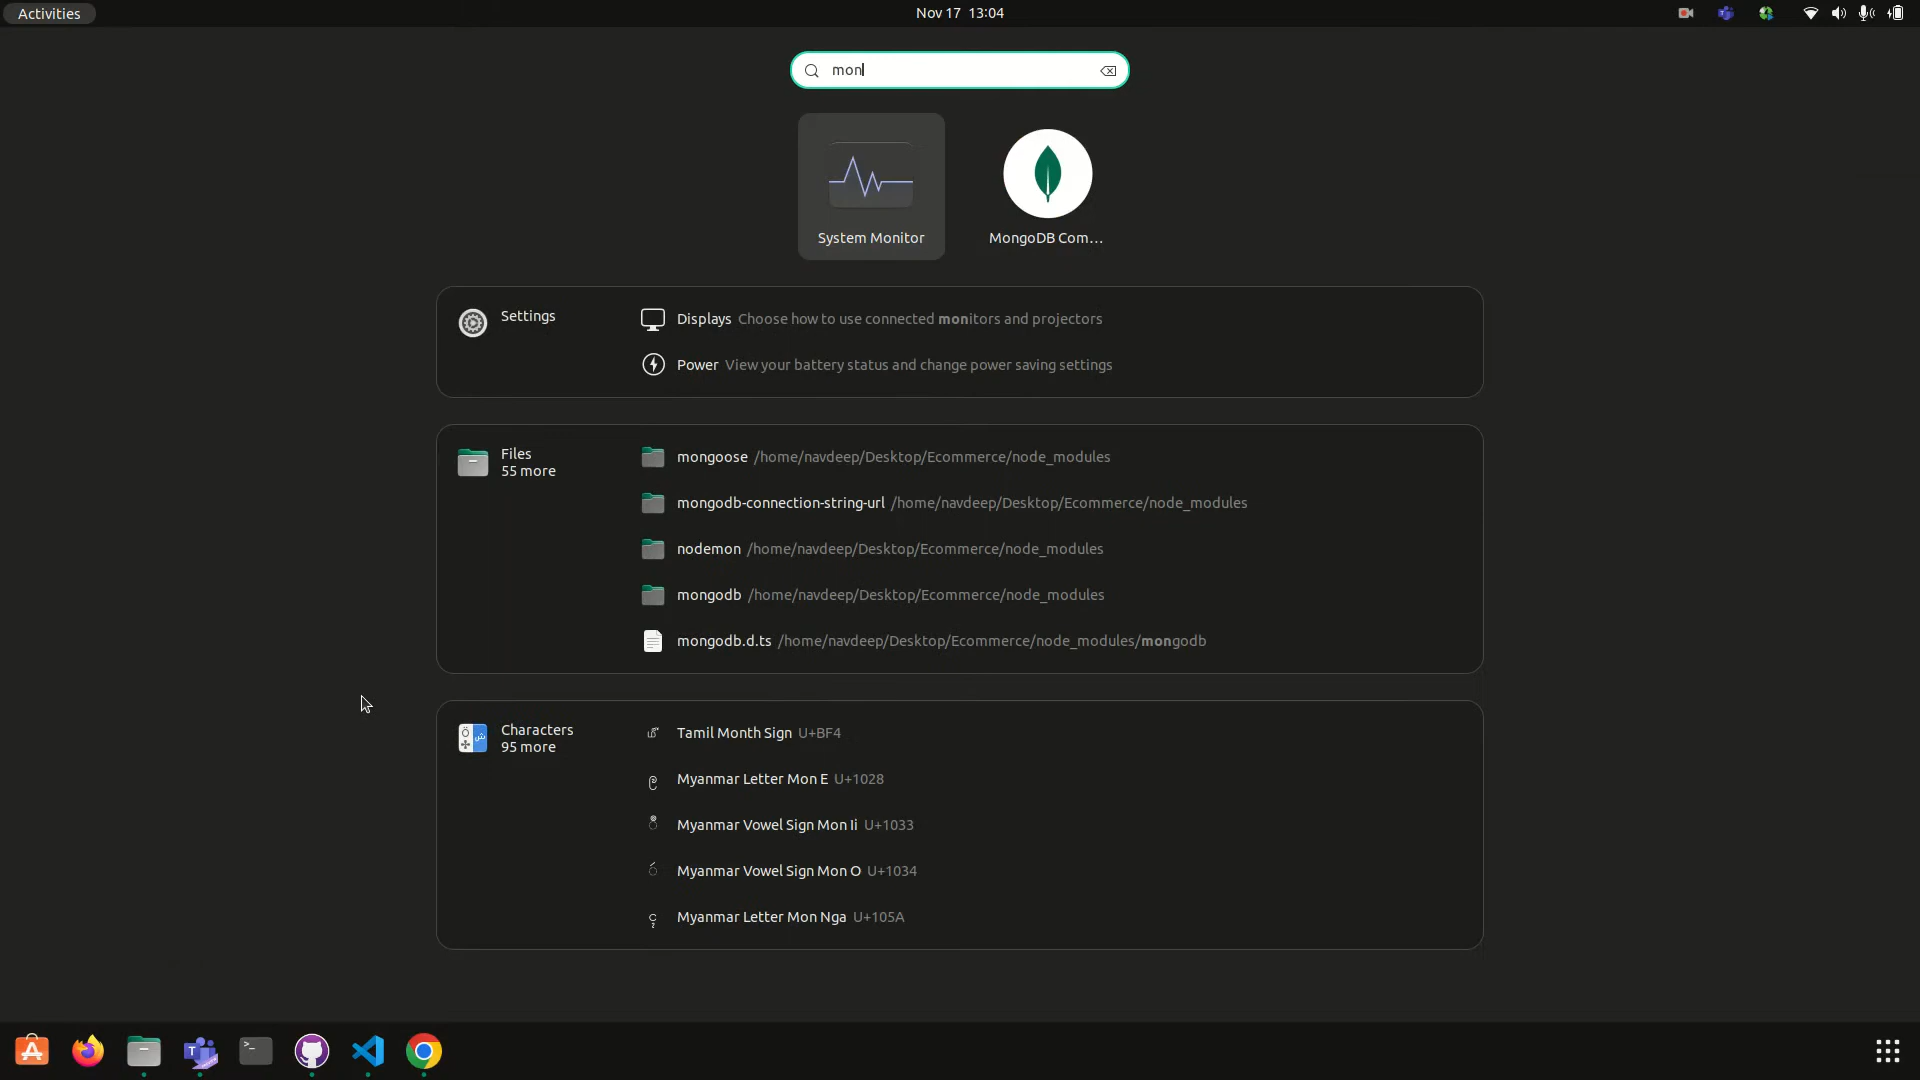 Activities
Nov 17 13:04
mon
System Monitor
MongoDB Com...
Settings
Displays Choose how to use connected monitors and projectors
Power View your battery status and change power saving settings
Files
55 more
mongoose /home/navdeep/Desktop/Ecommerce/node_modules
mongodb-connection-string-url /home/navdeep/Desktop/Ecommerce/node_modules
nodemon /home/navdeep/Desktop/Ecommerce/node_modules
mongodb /home/navdeep/Desktop/Ecommerce/node_modules
mongodb.d.ts /home/navdeep/Desktop/Ecommerce/node_modules/mongodb
Characters
95 more
௴ Tamil Month Sign U+BF4
ဨ Myanmar Letter Mon E U+1028
ဳ Myanmar Vowel Sign Mon Ii U+1033
ဴ Myanmar Vowel Sign Mon O U+1034
ၚ Myanmar Letter Mon Nga U+105A